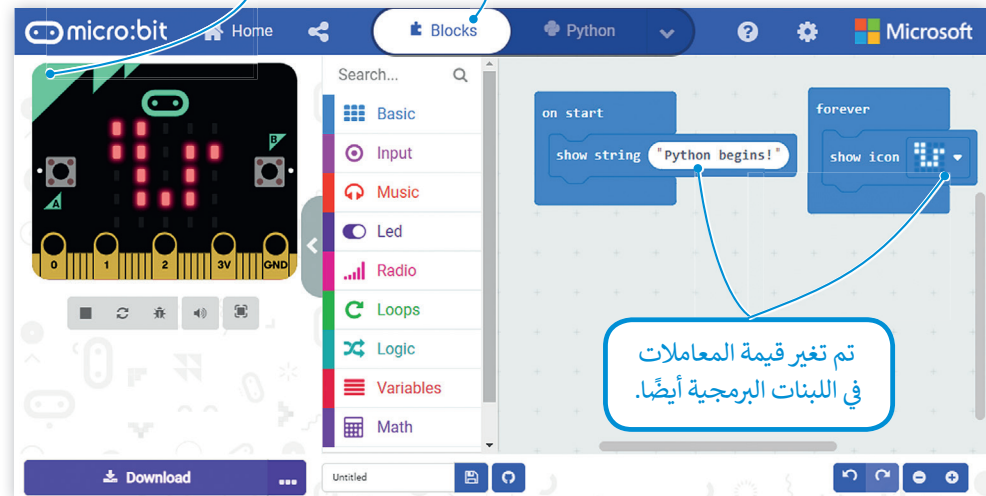 micro:bit
Home
Blocks
Python
Microsoft
Search...
Basic
Input
Music
Led
Radio
Loops
Logic
Variables
Math
A
B
0 1 2 3V GND
on start
show string "Python begins!"
forever
show icon
تم تغير قيمة المعاملات
في اللبنات البرمجية أيضًا.
Download
Untitled